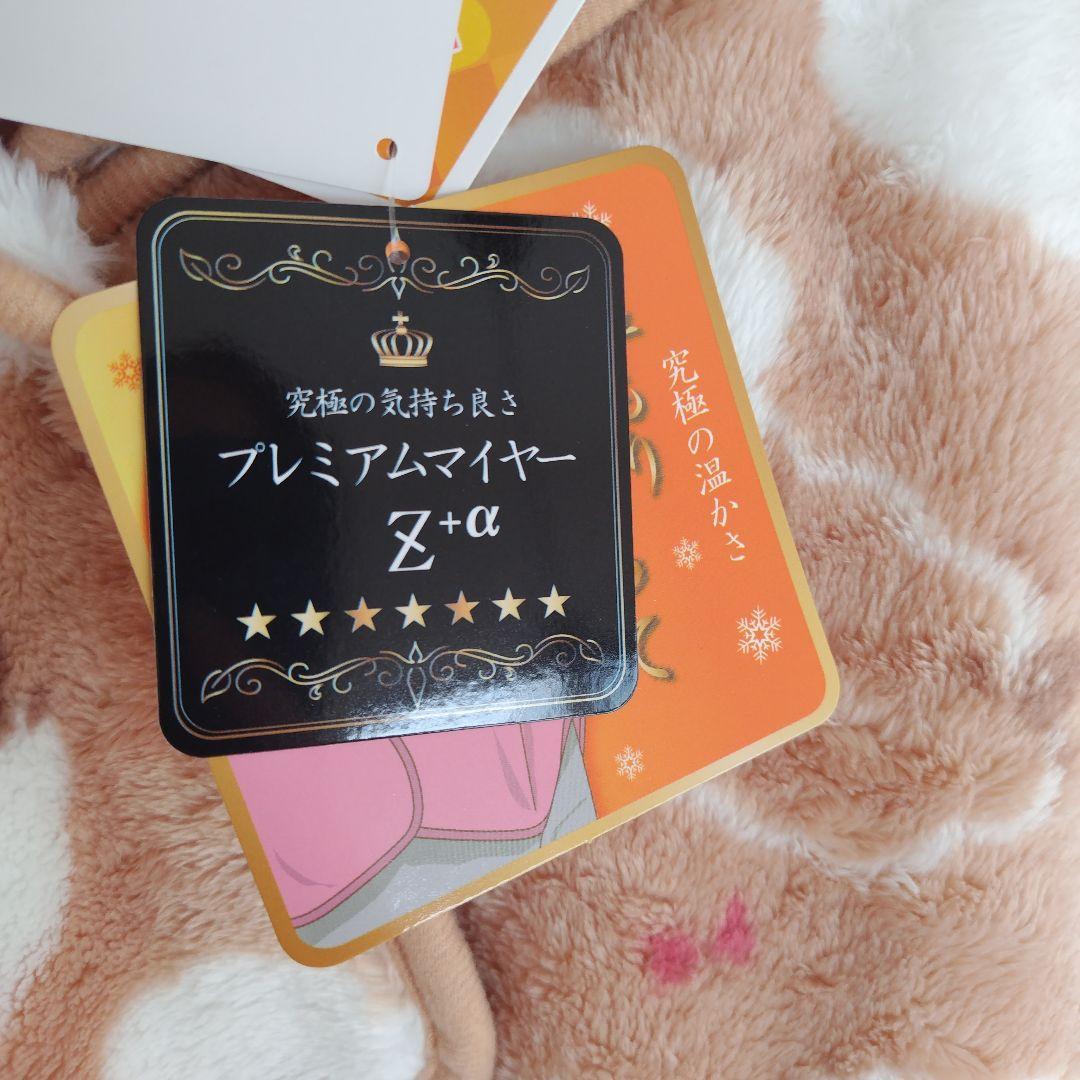 究極の気持ち良さ
プレミアムマイヤー
Z+α
究極の温かさ